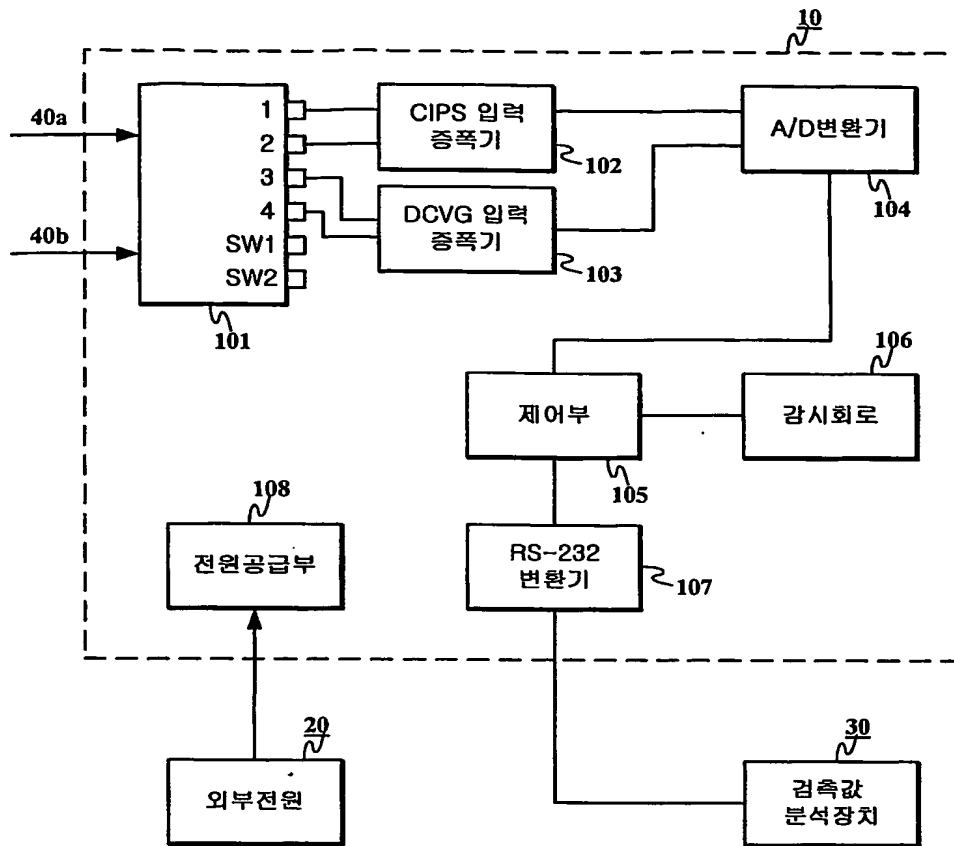 10
40a
40b
1
2
3
4
SW1
SW2
101
CIPS 입력
증폭기
102
DCVG 입력
증폭기
103
A/D변환기
104
제어부
105
감시회로
106
RS-232
변환기
107
108
전원공급부
20
외부전원
30
검측값
분석장치